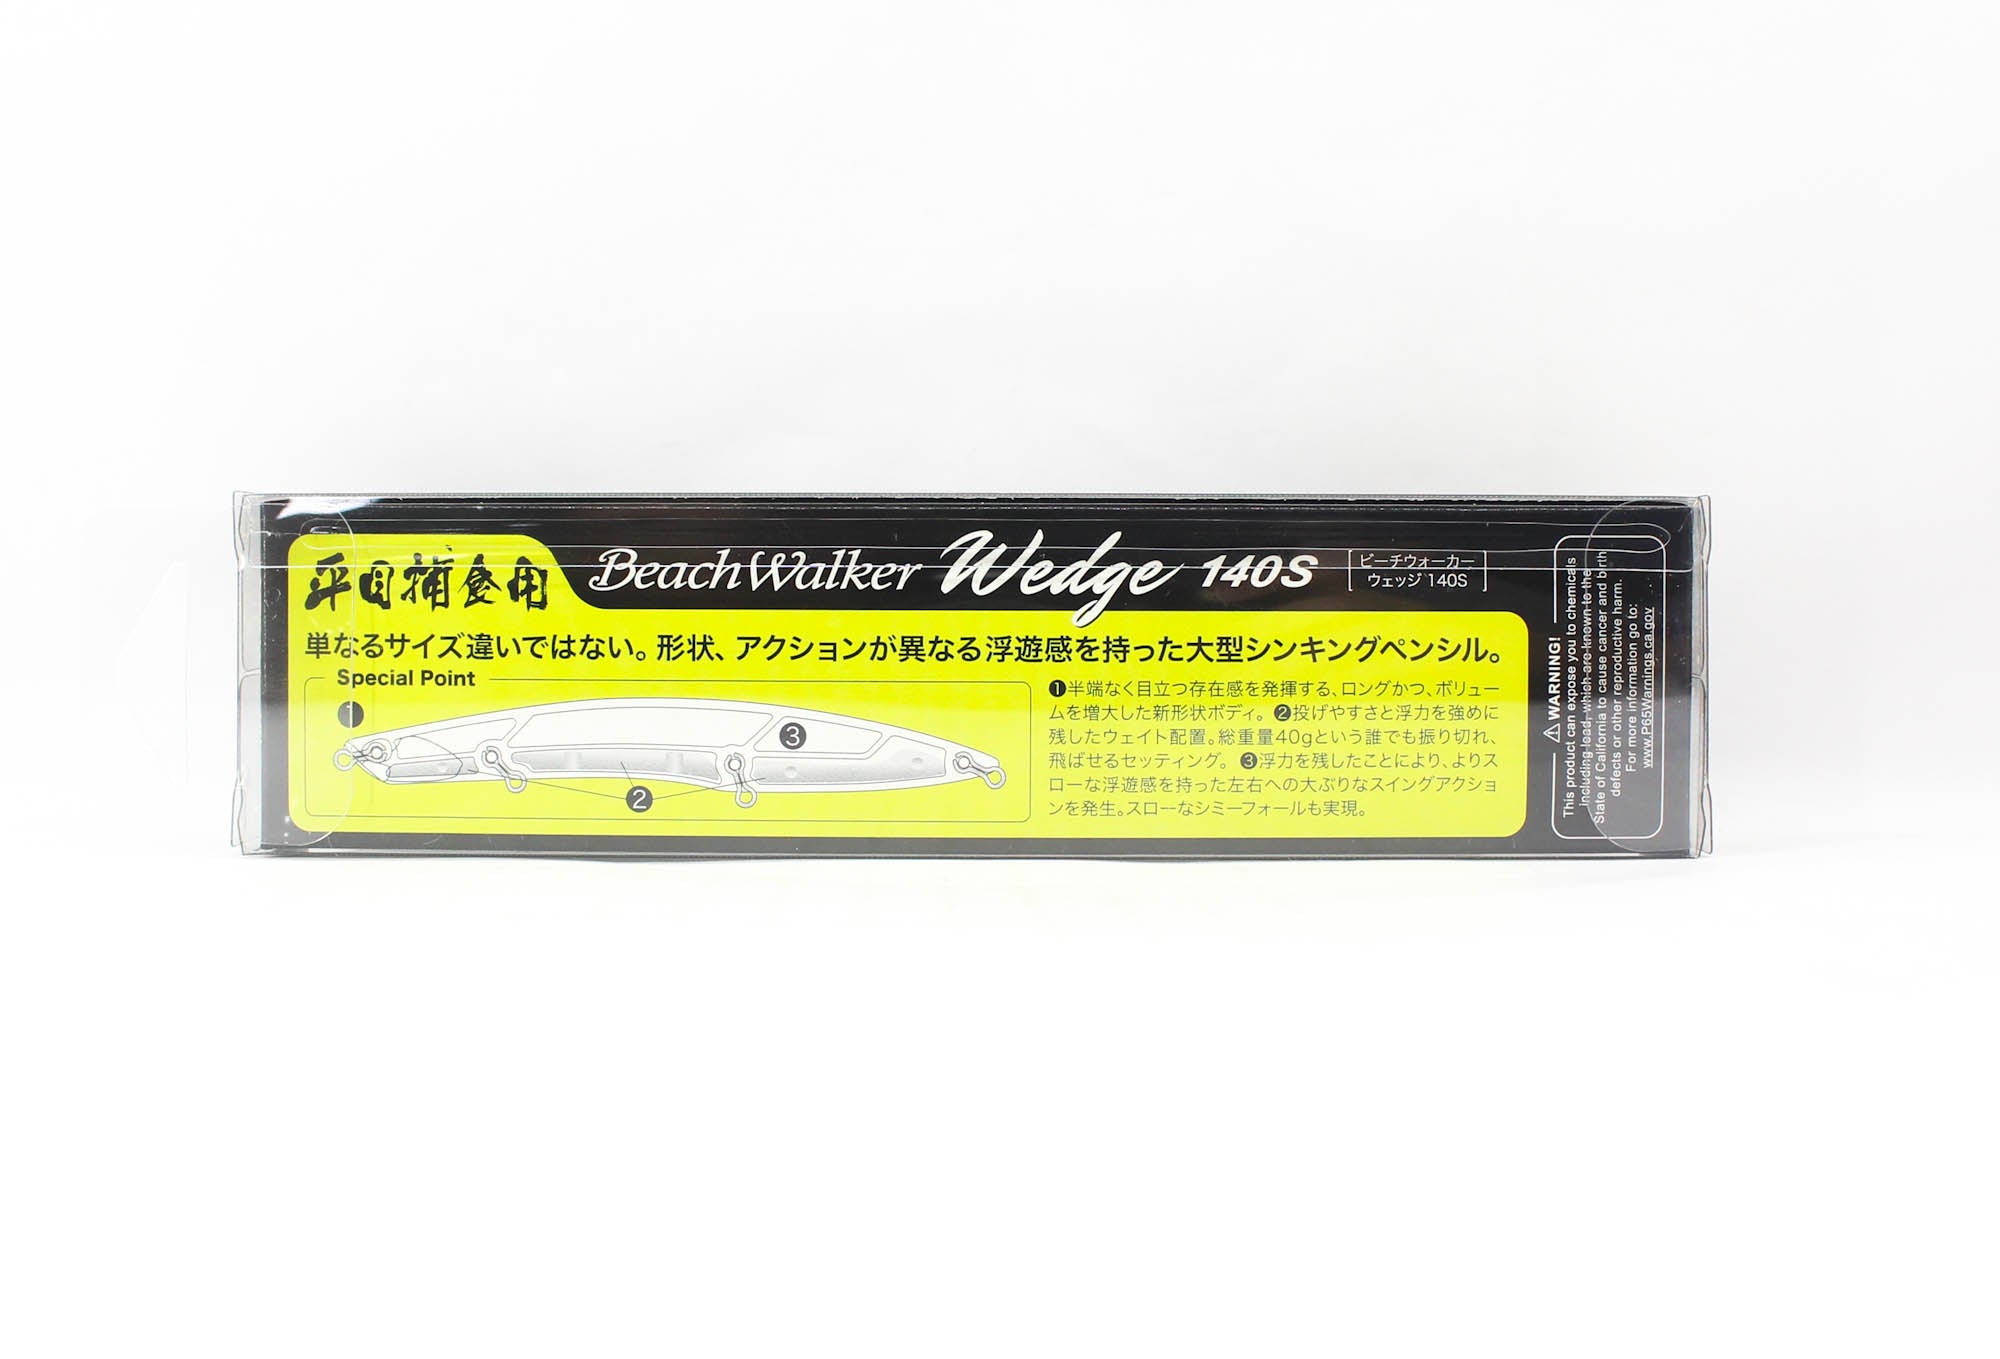 平目捕食用
BeachWalker Wedge 140S
[ビーチウォーカー
ウェッジ 140S]
単なるサイズ違いではない。形状、アクションが異なる浮遊感を持った大型シンキングペンシル。
Special Point
1
2
3
❶半端なく目立つ存在感を発揮する、ロングかつ、ボリュー
ムを増大した新形状ボディ。❷投げやすさと浮力を強めに
残したウェイト配置。総重量40gという誰でも振り切れ、
飛ばせるセッティング。❸浮力を残したことにより、よりス
ローな浮遊感を持った左右への大ぶりなスイングアクショ
ンを発生。スローなシミーフォールも実現。
⚠WARNING!
This product can expose you to chemicals
including lead, which are known to the
State of California to cause cancer and birth
defects or other reproductive harm.
For more information go to:
www.P65Warnings.ca.gov